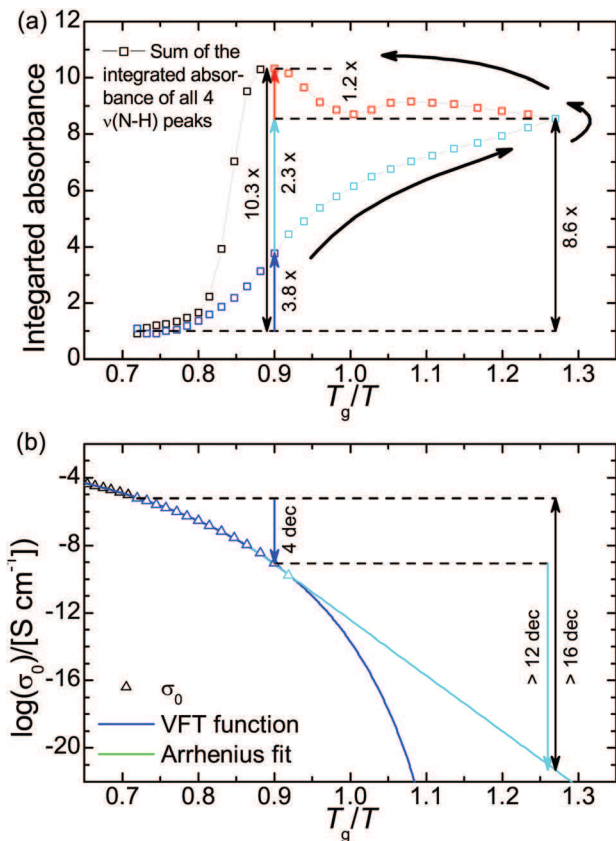 (a)
12
10
8
6
4
2
0
Integarted absorbance
Sum of the
integrated absor-
bance of all 4
ν(N-H) peaks
10.3 x
2.3 x
3.8 x
1.2 x
8.6 x
0.7 0.8 0.9 1.0 1.1 1.2 1.3
Tg/T
(b)
-4
-8
-12
-16
-20
log(σ0)/[S cm-1])
4 dec
> 12 dec
> 16 dec
σ0
VFT function
Arrhenius fit
0.7 0.8 0.9 1.0 1.1 1.2 1.3
Tg/T